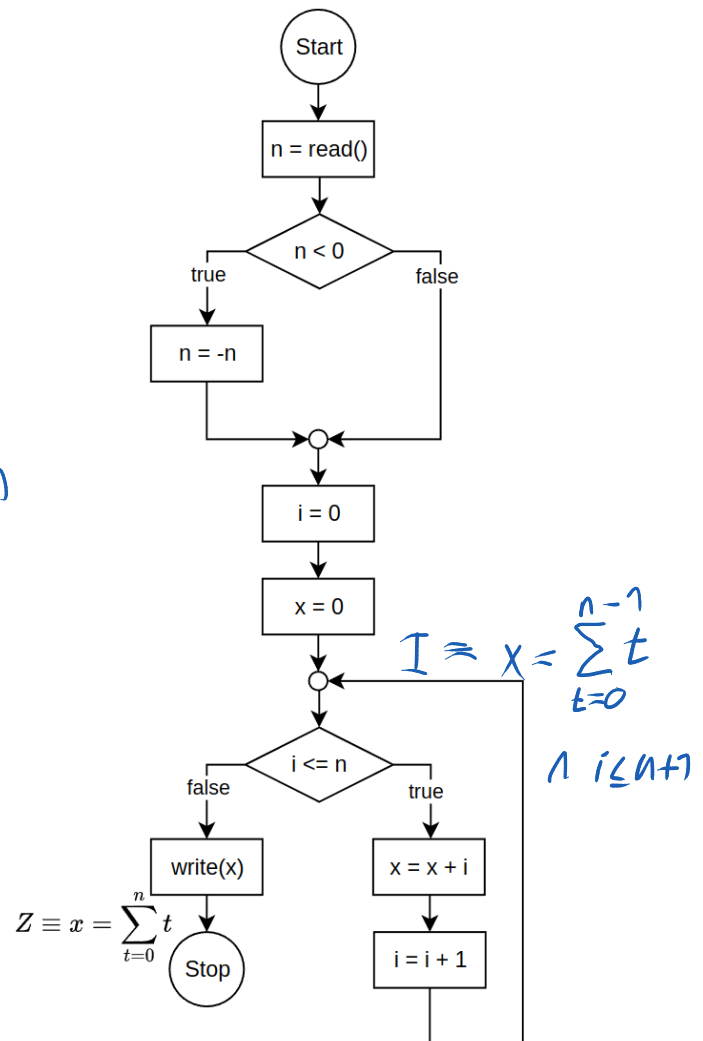 Start
n = read()
n < 0
true
false
n = -n
i = 0
x = 0
I ≡ x = ∑_{t=0}^{n-1} t
∧ i ≤ n+1
i <= n
false
true
write(x)
x = x + i
Z ≡ x = ∑_{t=0}^{n} t
Stop
i = i + 1